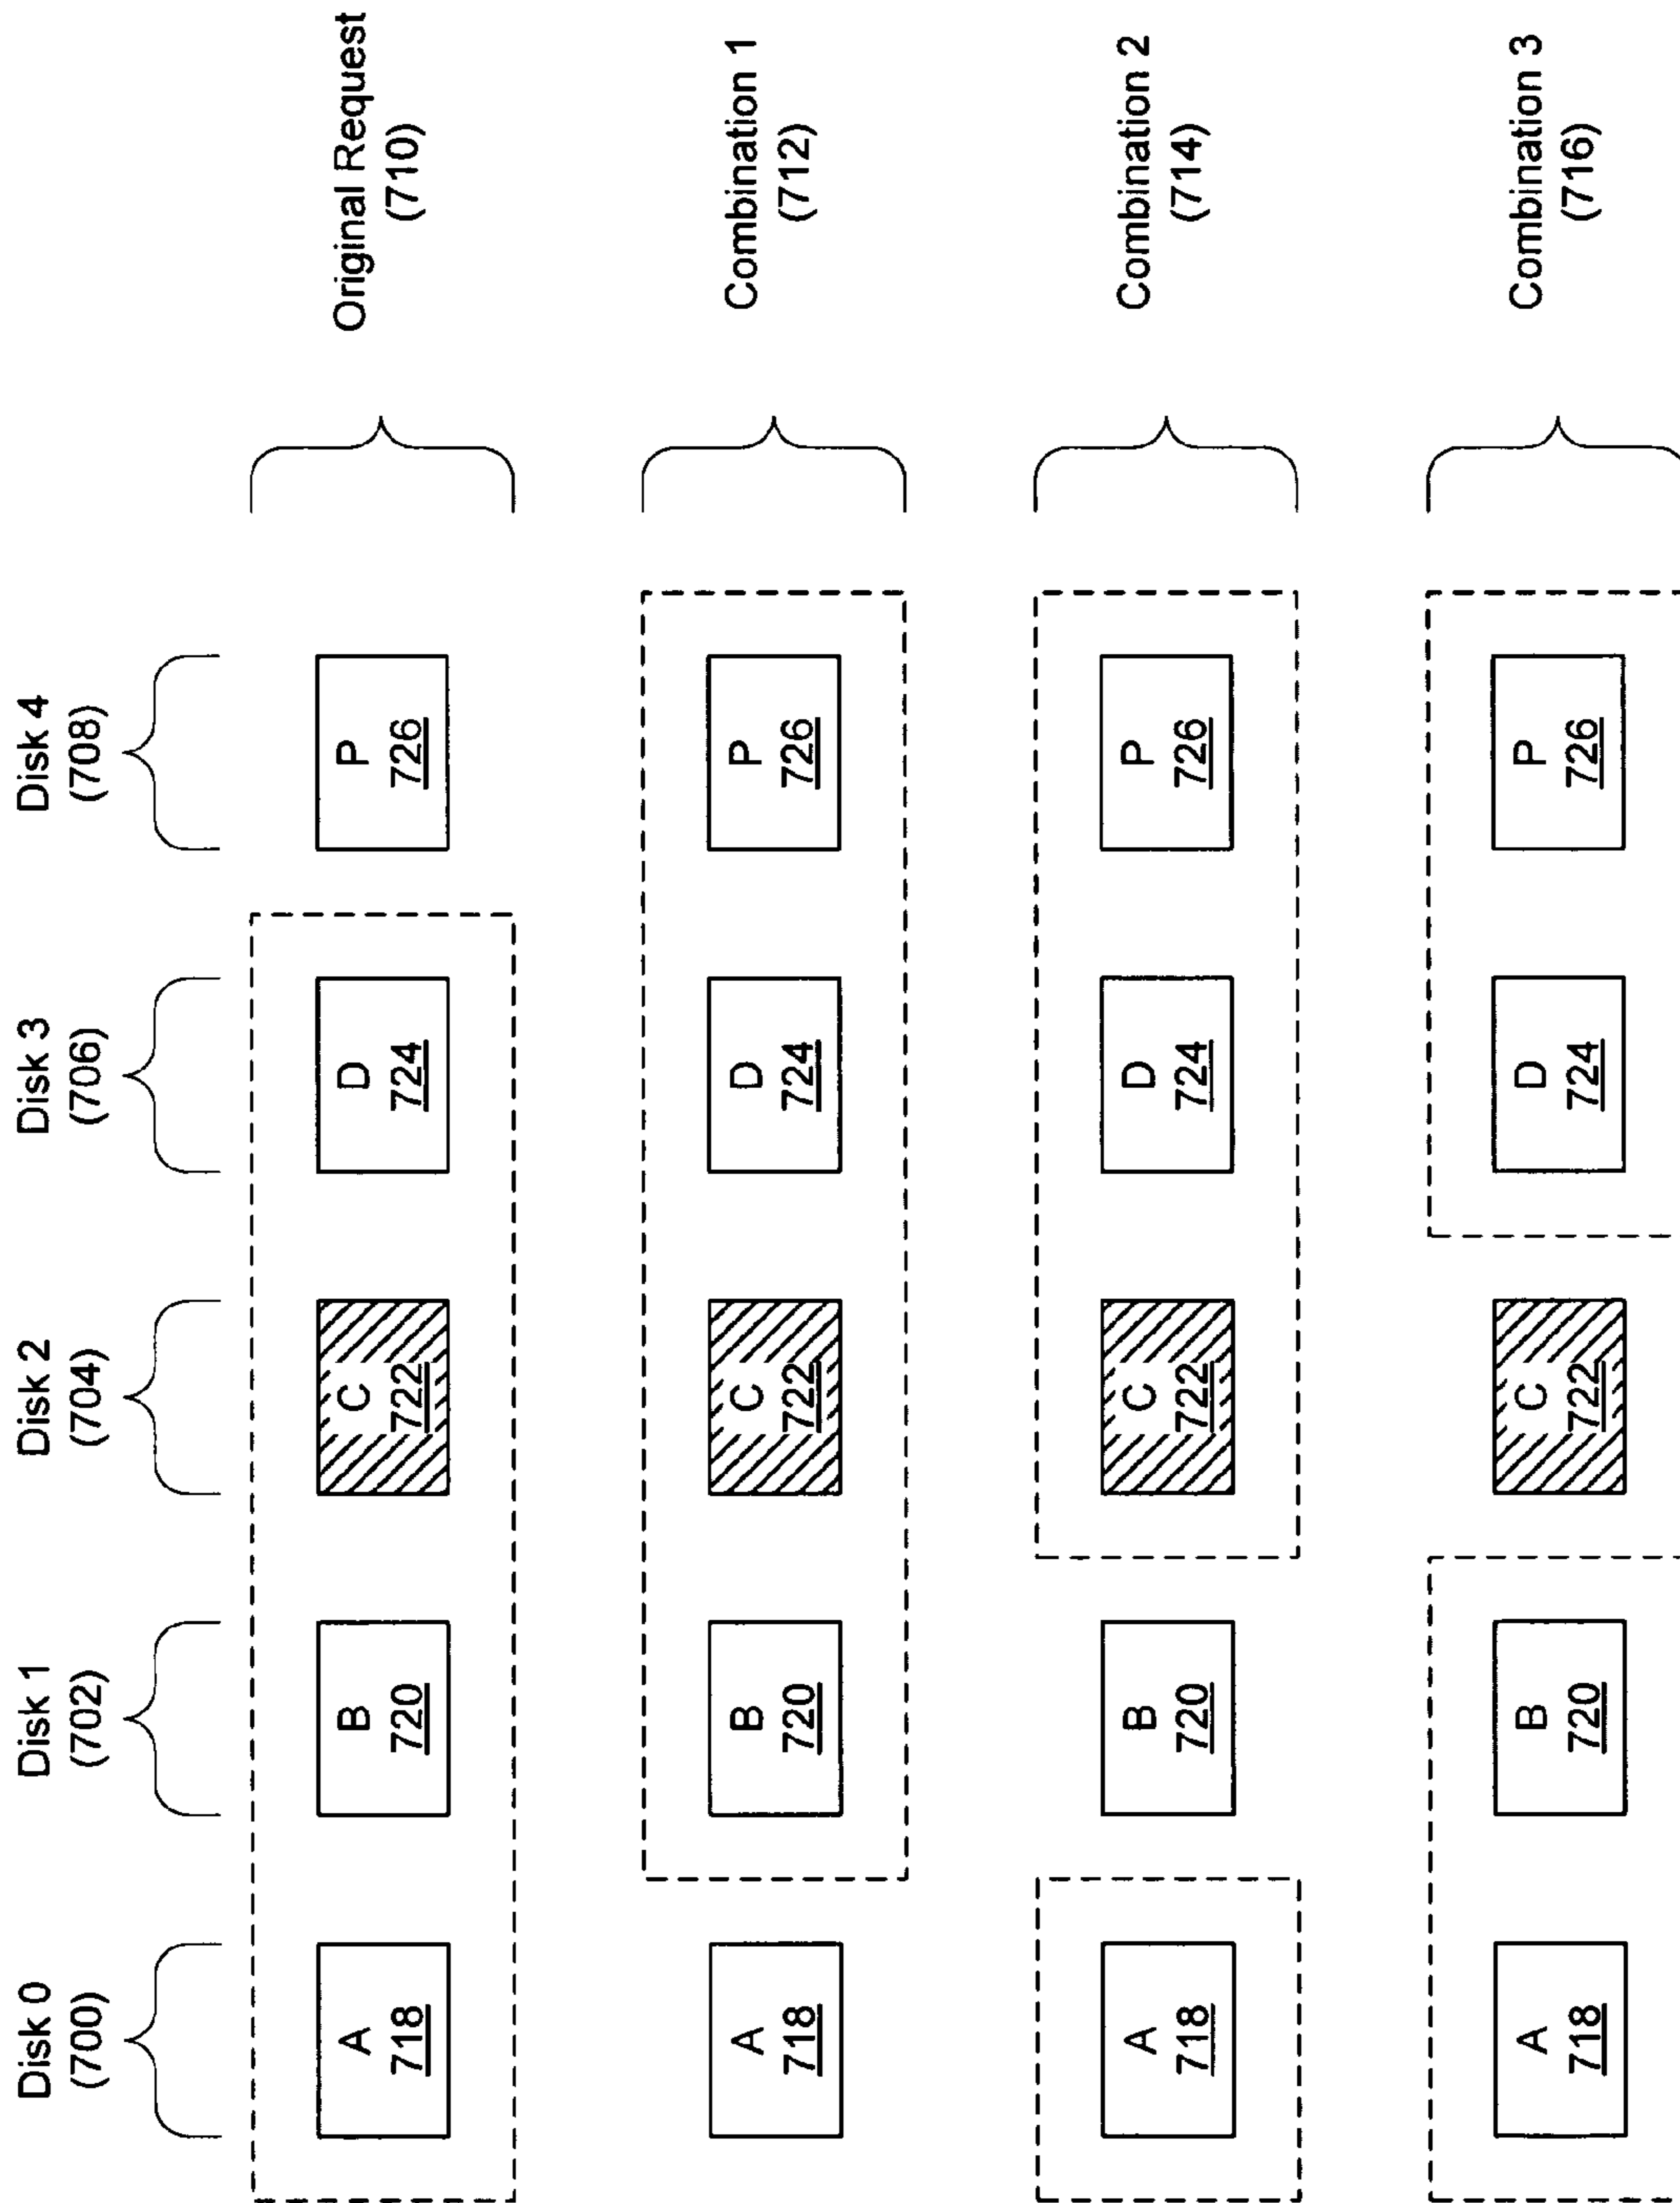 Disk 0
(700)
Disk 1
(702)
Disk 2
(704)
Disk 3
(706)
Disk 4
(708)
A
718
B
720
C
722
D
724
P
726
Original Request
(710)
A
718
B
720
C
722
D
724
P
726
Combination 1
(712)
A
718
B
720
C
722
D
724
P
726
Combination 2
(714)
A
718
B
720
C
722
D
724
P
726
Combination 3
(716)